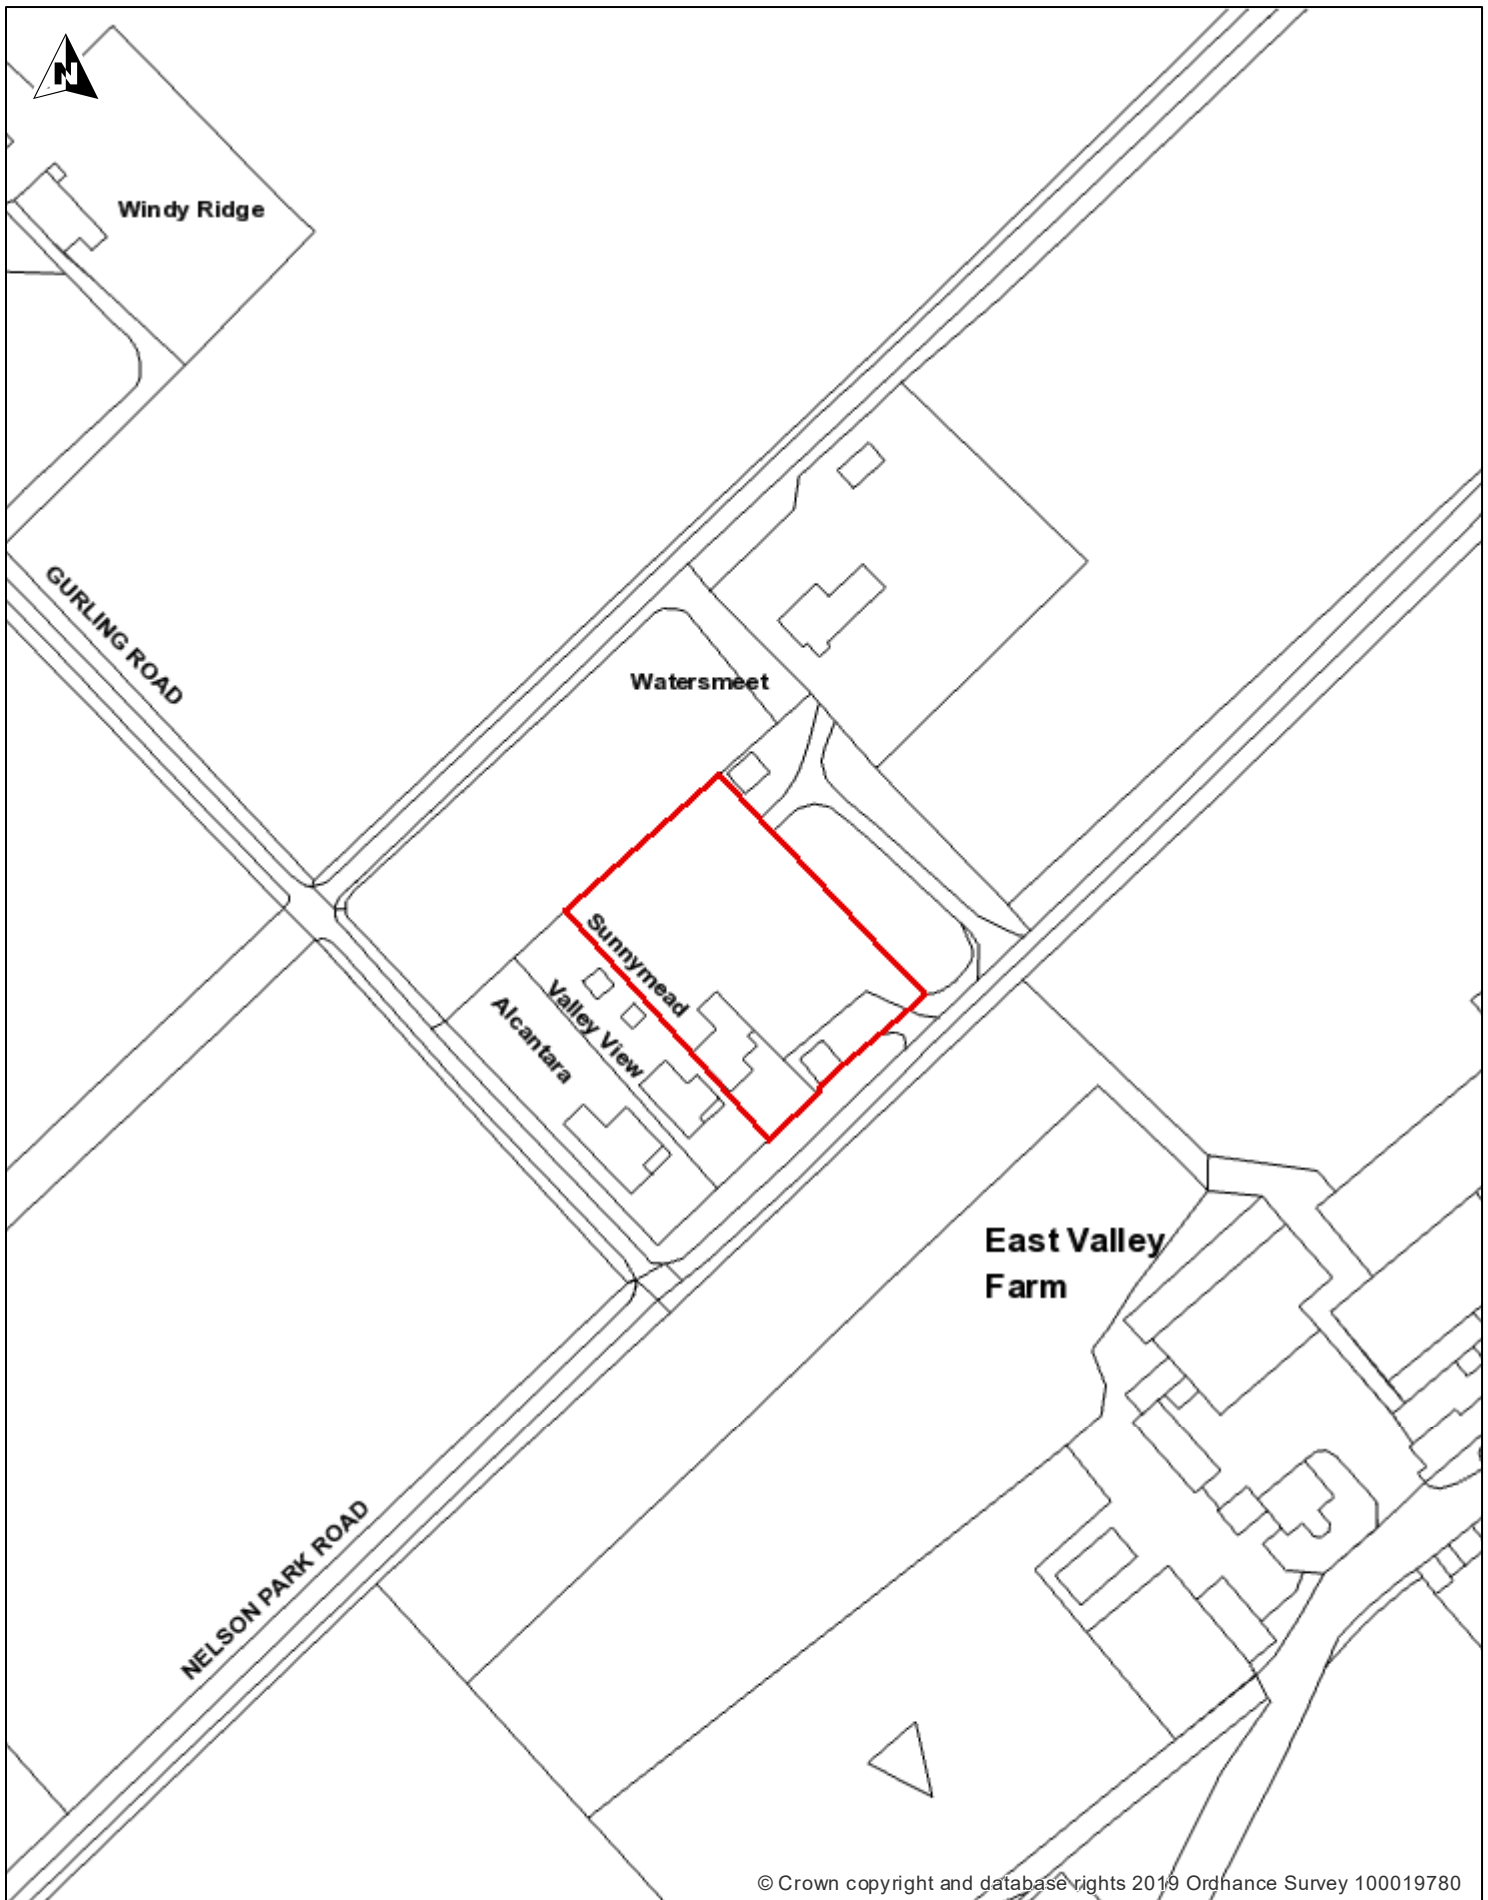 N
Windy Ridge
GURLING ROAD
Watersmeet
Sunnymead
Valley View
Alcantara
East Valley
Farm
NELSON PARK ROAD
© Crown copyright and database rights 2019 Ordnance Survey 100019780